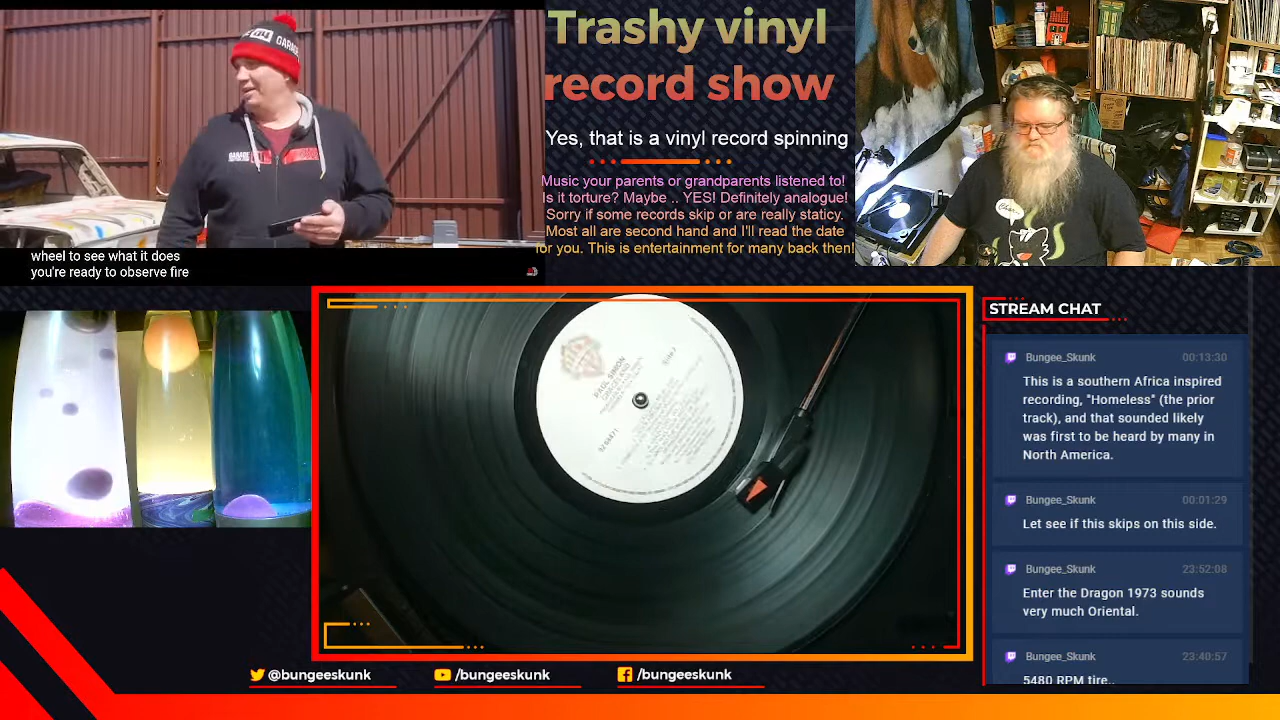 GARAGE
wheel to see what it does
you're ready to observe fire
Trashy vinyl
record show
Yes, that is a vinyl record spinning
Music your parents or grandparents listened to!
Is it torture? Maybe .. YES! Definitely analogue!
Sorry if some records skip or are really staticy.
Most all are second hand and I'll read the date
for you. This is entertainment for many back then!
PAUL SIMON
GRACELAND
STREAM CHAT
Bungee_Skunk 00:13:30
This is a southern Africa inspired
recording, "Homeless" (the prior
track), and that sounded likely
was first to be heard by many in
North America.
Bungee_Skunk 00:01:29
Let see if this skips on this side.
Bungee_Skunk 23:52:08
Enter the Dragon 1973 sounds
very much Oriental.
Bungee_Skunk 23:40:57
5480 RPM tire..
@bungeeskunk
/bungeeskunk
/bungeeskunk